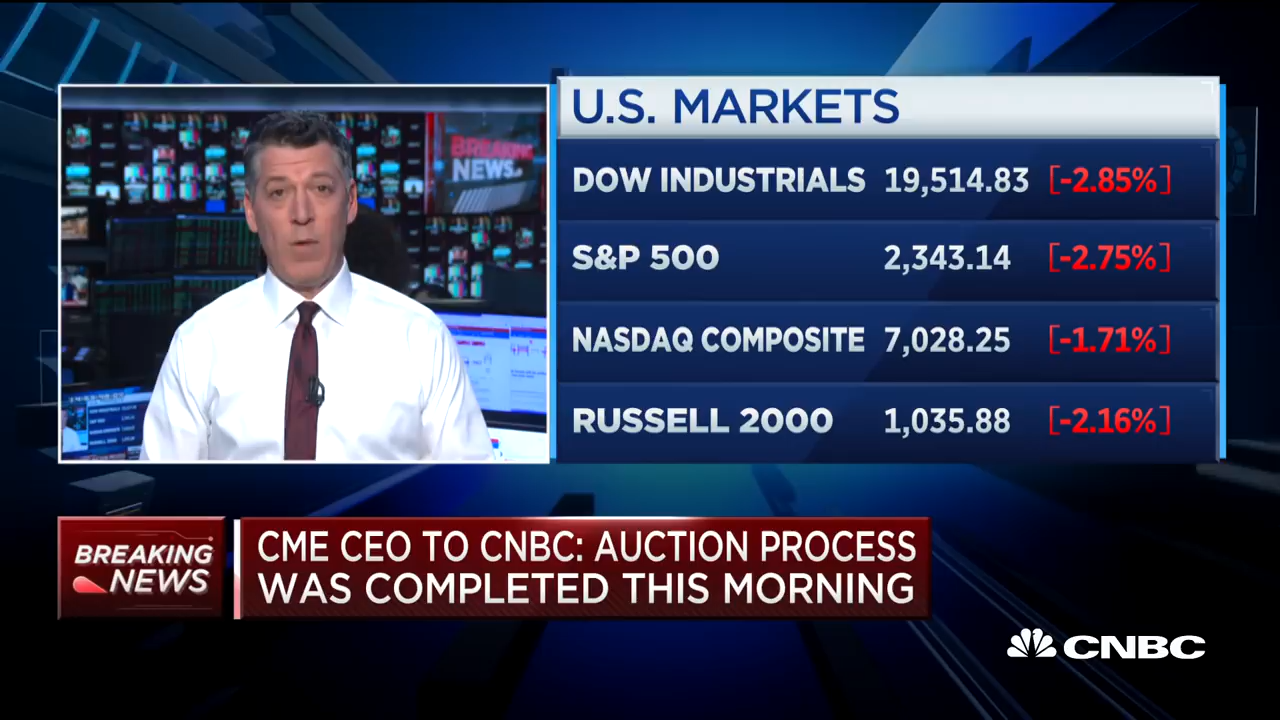 BREAKING
NEWS
U.S. MARKETS
DOW INDUSTRIALS 19,514.83 [-2.85%]
S&P 500 2,343.14 [-2.75%]
NASDAQ COMPOSITE 7,028.25 [-1.71%]
RUSSELL 2000 1,035.88 [-2.16%]
BREAKING
NEWS
CME CEO TO CNBC: AUCTION PROCESS
WAS COMPLETED THIS MORNING
CNBC